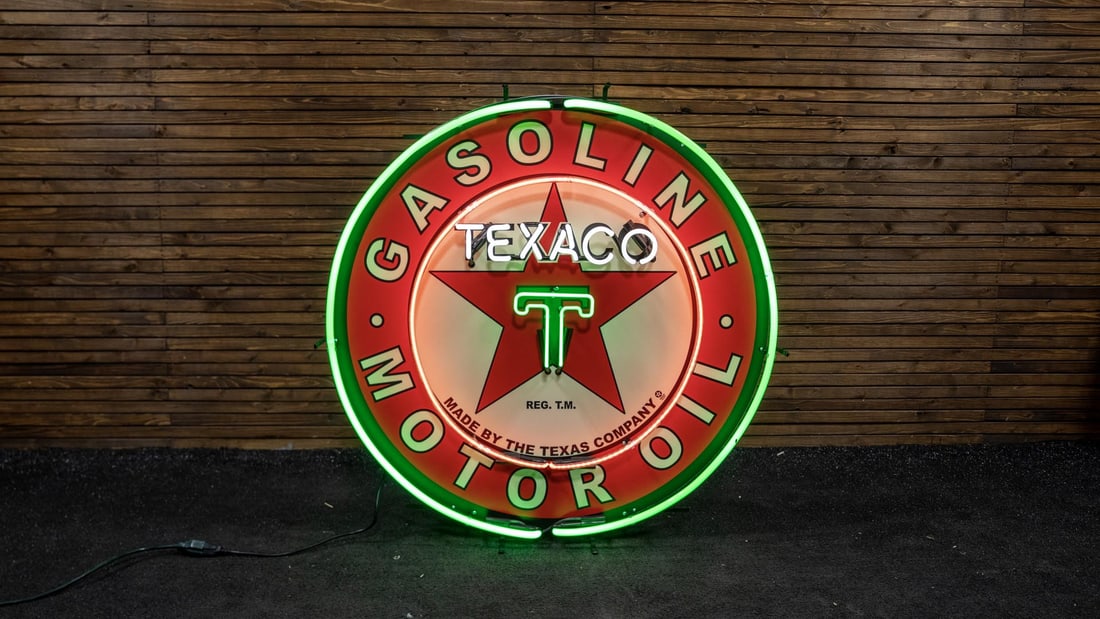 GASOLINE
TEXACO
T
REG. T.M.
MADE BY THE TEXAS COMPANY
MOTOR OIL